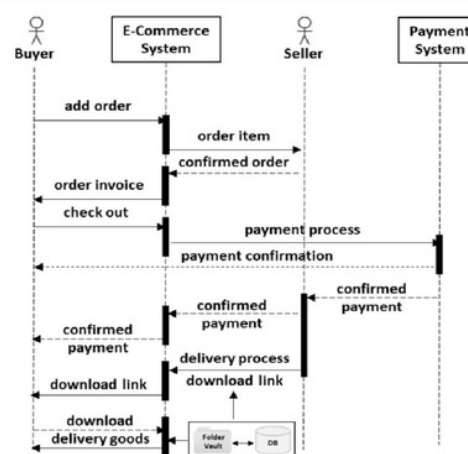 Buyer
E-Commerce
System
Seller
Payment
System
add order
order item
confirmed order
order invoice
check out
payment process
payment confirmation
confirmed
payment
confirmed
payment
confirmed
payment
delivery process
download link
download link
download
delivery goods
Folder
Vault
DB